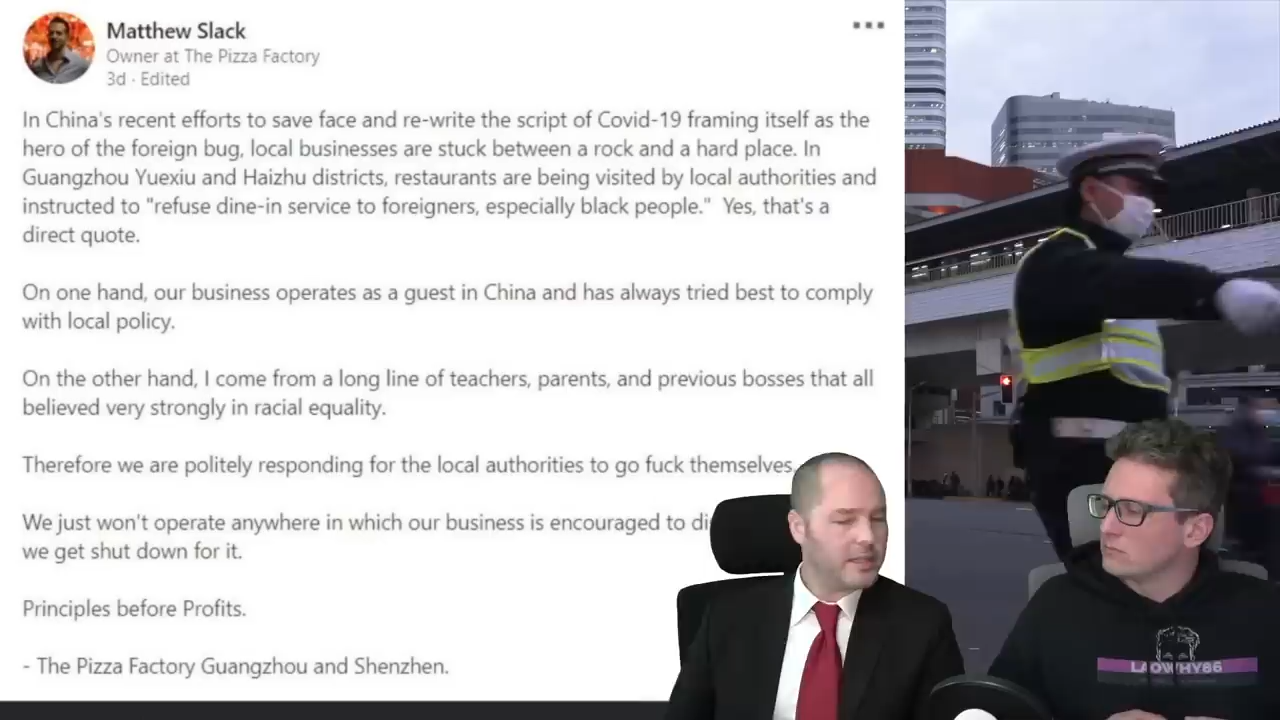 Matthew Slack
Owner at The Pizza Factory
3d · Edited
In China's recent efforts to save face and re-write the script of Covid-19 framing itself as the
hero of the foreign bug, local businesses are stuck between a rock and a hard place. In
Guangzhou Yuexiu and Haizhu districts, restaurants are being visited by local authorities and
instructed to "refuse dine-in service to foreigners, especially black people." Yes, that's a
direct quote.
On one hand, our business operates as a guest in China and has always tried best to comply
with local policy.
On the other hand, I come from a long line of teachers, parents, and previous bosses that all
believed very strongly in racial equality.
Therefore we are politely responding for the local authorities to go fuck themselves.
We just won't operate anywhere in which our business is encouraged to
we get shut down for it.
Principles before Profits.
- The Pizza Factory Guangzhou and Shenzhen.
LAOWHY86